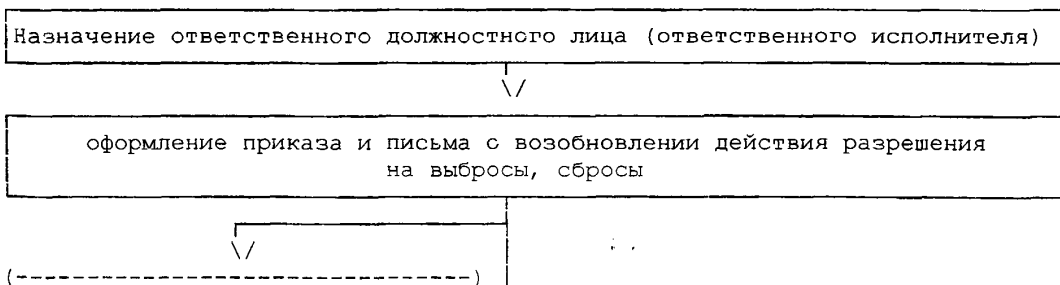 Назначение ответственного должностного лица (ответственного исполнителя)
\/
оформление приказа и письма о возобновлении действия разрешения
на выбросы, сбросы
\/
(--------------------------------)